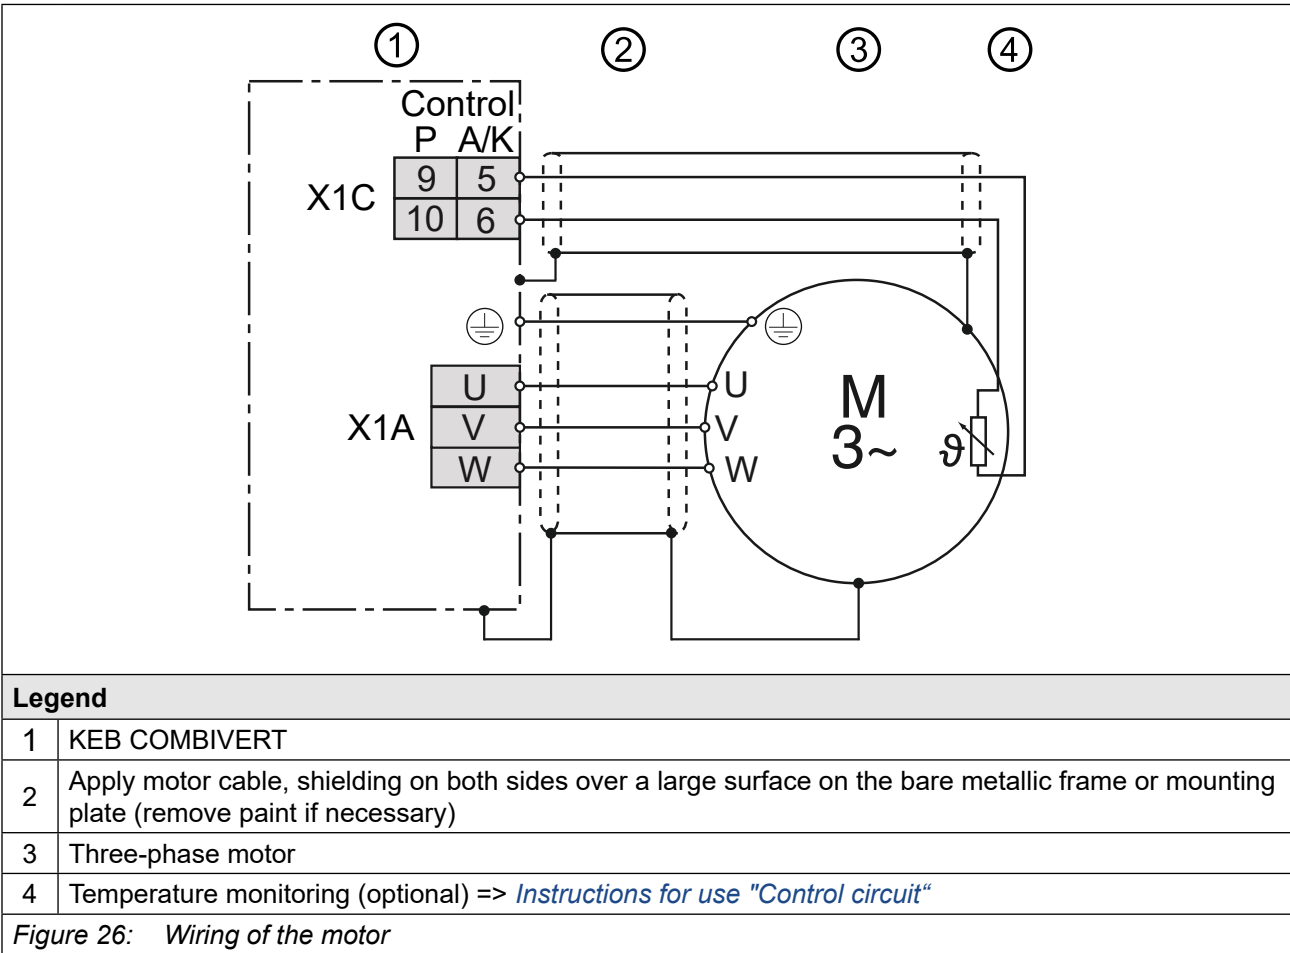 1 2 3 4
Control
P A/K
X1C 9 5
10 6
X1A U U
V V
W W
M
3~
ϑ
Legend
1 KEB COMBIVERT
2 Apply motor cable, shielding on both sides over a large surface on the bare metallic frame or mounting
plate (remove paint if necessary)
3 Three-phase motor
4 Temperature monitoring (optional) => Instructions for use "Control circuit“
Figure 26: Wiring of the motor